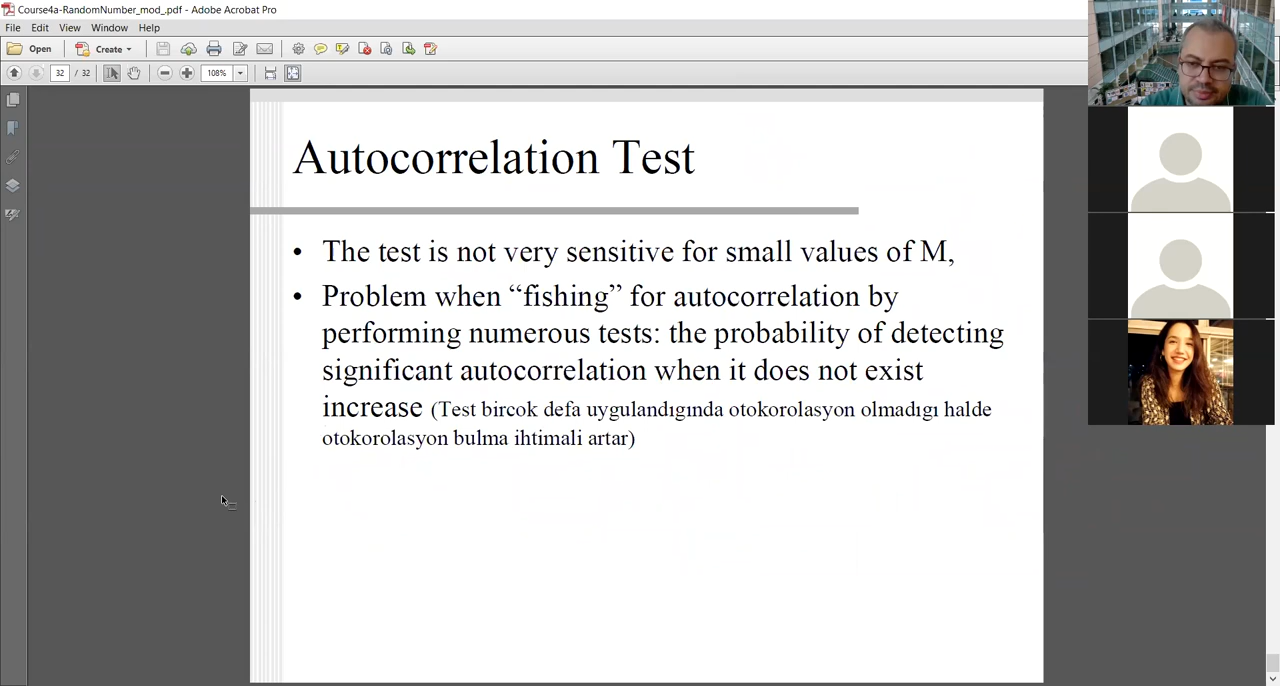 Course4a-RandomNumber_mod_.pdf - Adobe Acrobat Pro
File Edit View Window Help
Open Create
32 / 32 108%
Autocorrelation Test
• The test is not very sensitive for small values of M,
• Problem when “fishing” for autocorrelation by
performing numerous tests: the probability of detecting
significant autocorrelation when it does not exist
increase (Test bircok defa uygulandıgında otokorolasyon olmadıgı halde
otokorolasyon bulma ihtimali artar)